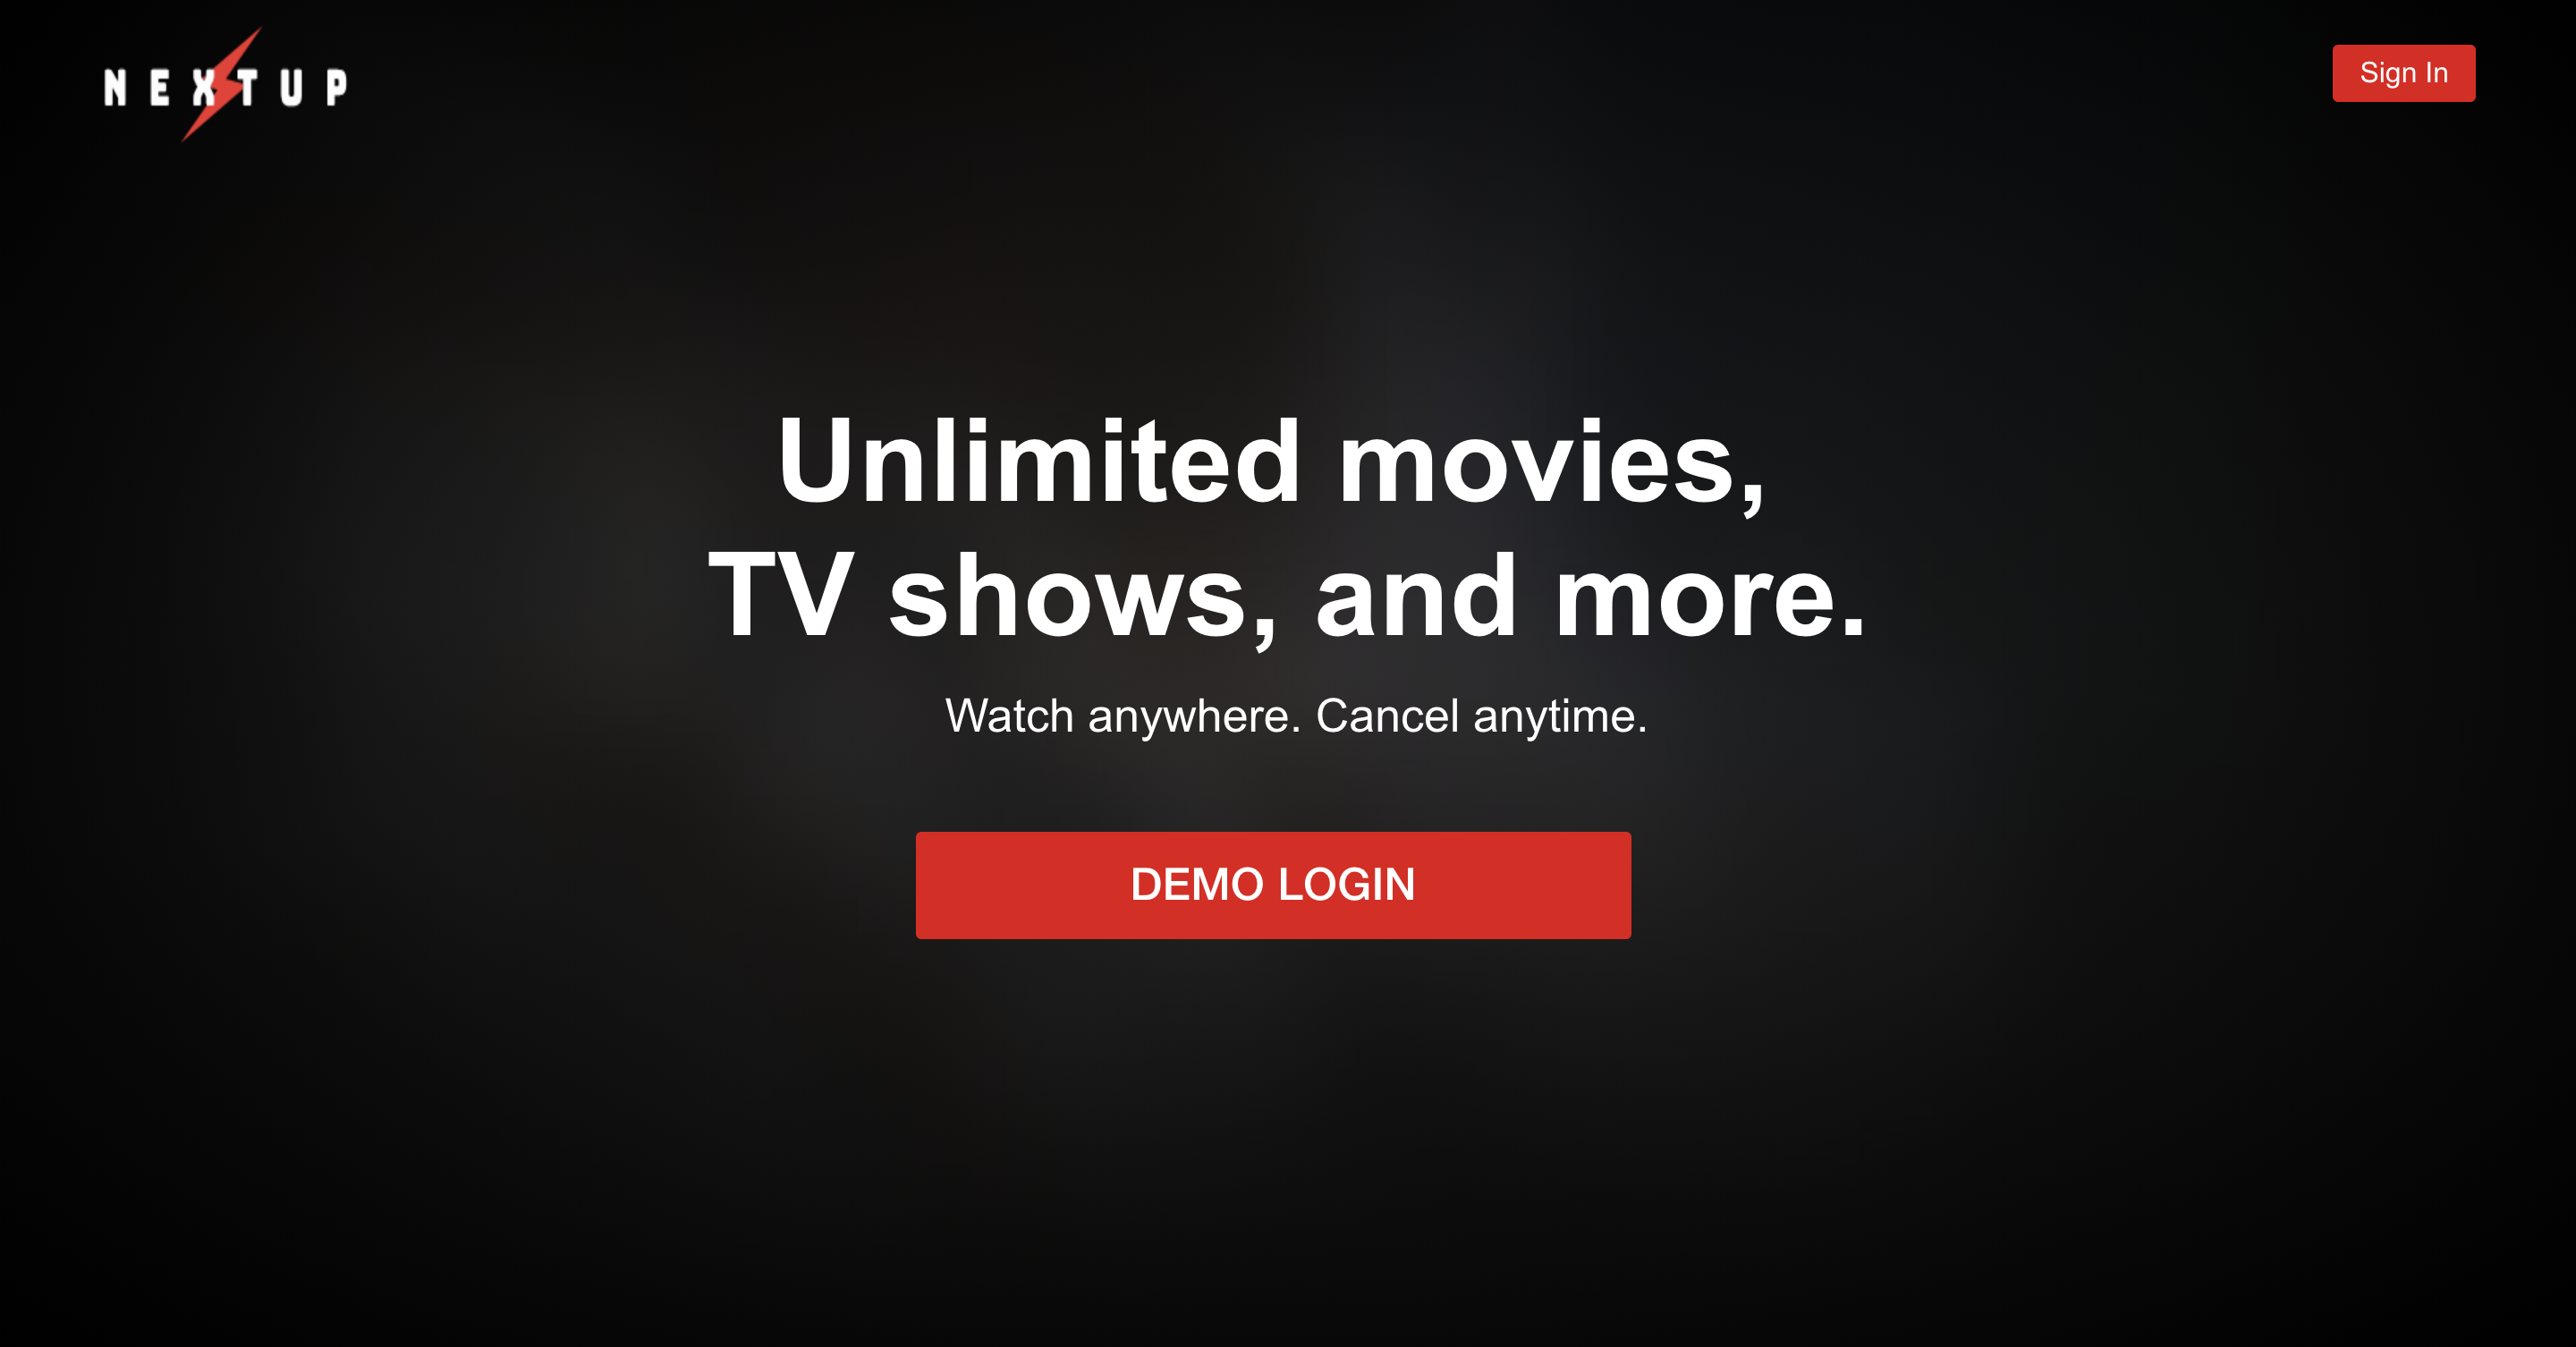 NEXTUP
Sign In
Unlimited movies,
TV shows, and more.
Watch anywhere. Cancel anytime.
DEMO LOGIN